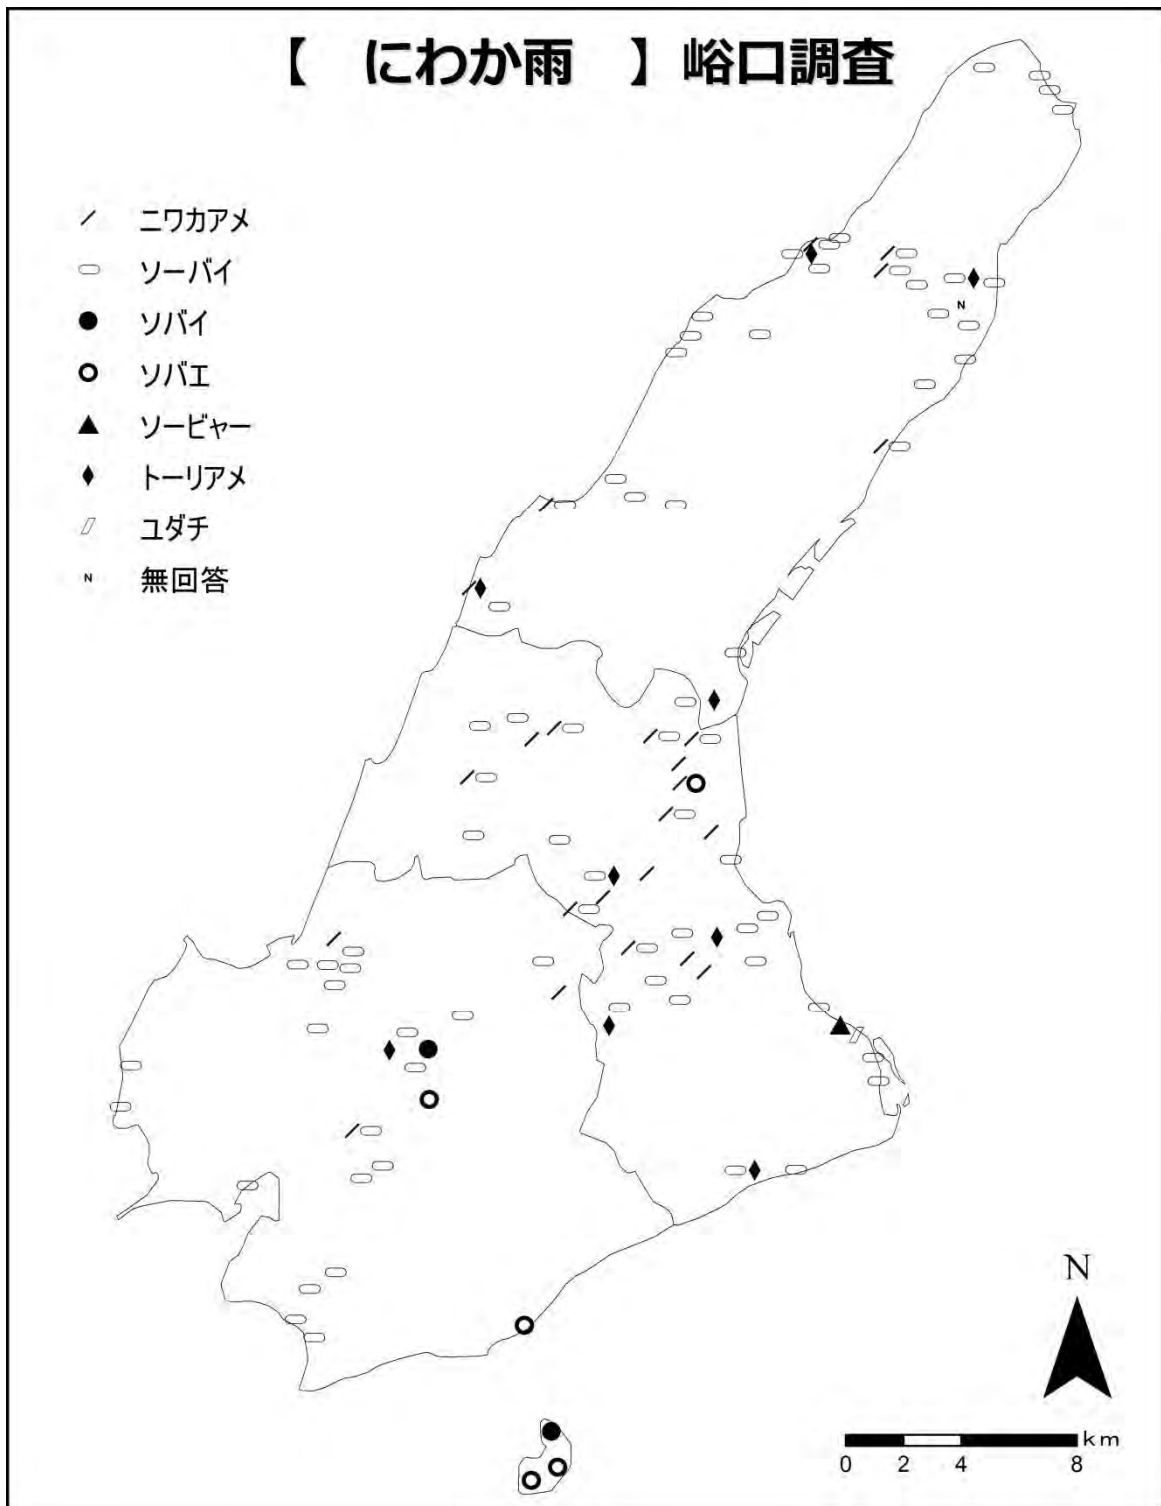 【 にわか雨 】峪口調査
ニワカアメ
ソーバイ
ソバイ
ソバエ
ソービャー
トーリアメ
ユダチ
N 無回答
N
N
km
0 2 4 8